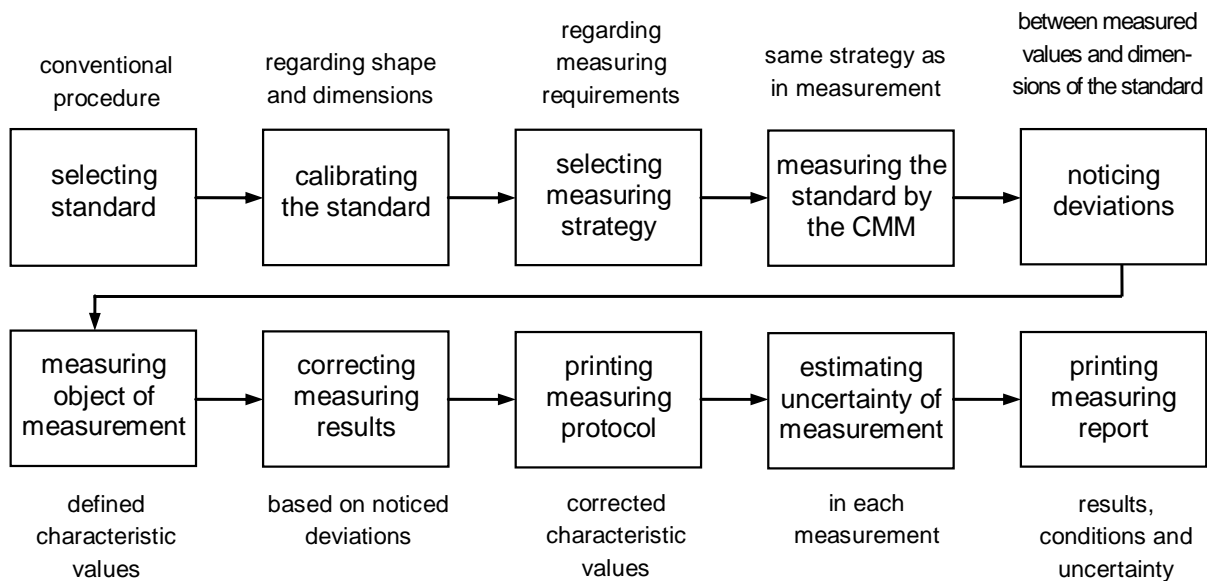 conventional
procedure
regarding shape
and dimensions
regarding
measuring
requirements
same strategy as
in measurement
between measured
values and dimen-
sions of the standard
selecting
standard
calibrating
the standard
selecting
measuring
strategy
measuring the
standard by
the CMM
noticing
deviations
measuring
object of
measurement
correcting
measuring
results
printing
measuring
protocol
estimating
uncertainty of
measurement
printing
measuring
report
defined
characteristic
values
based on noticed
deviations
corrected
characteristic
values
in each
measurement
results,
conditions and
uncertainty